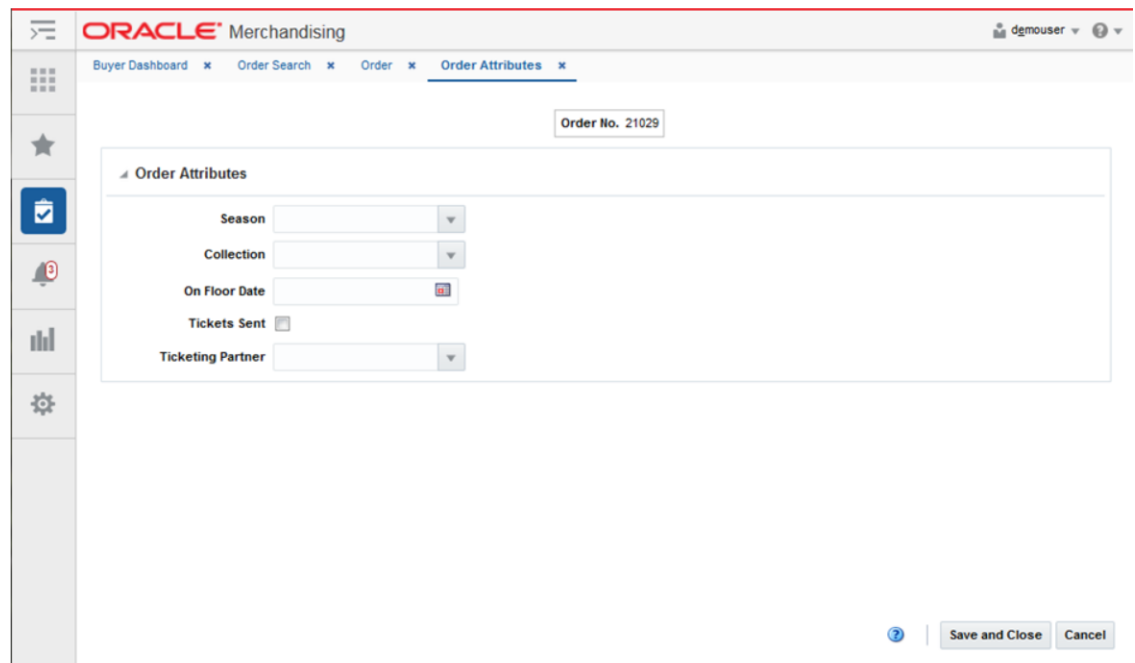 ORACLE® Merchandising
demouser
Buyer Dashboard Order Search Order Order Attributes
Order No. 21029
3
Order Attributes
Season
Collection
On Floor Date
Tickets Sent
Ticketing Partner
Save and Close Cancel